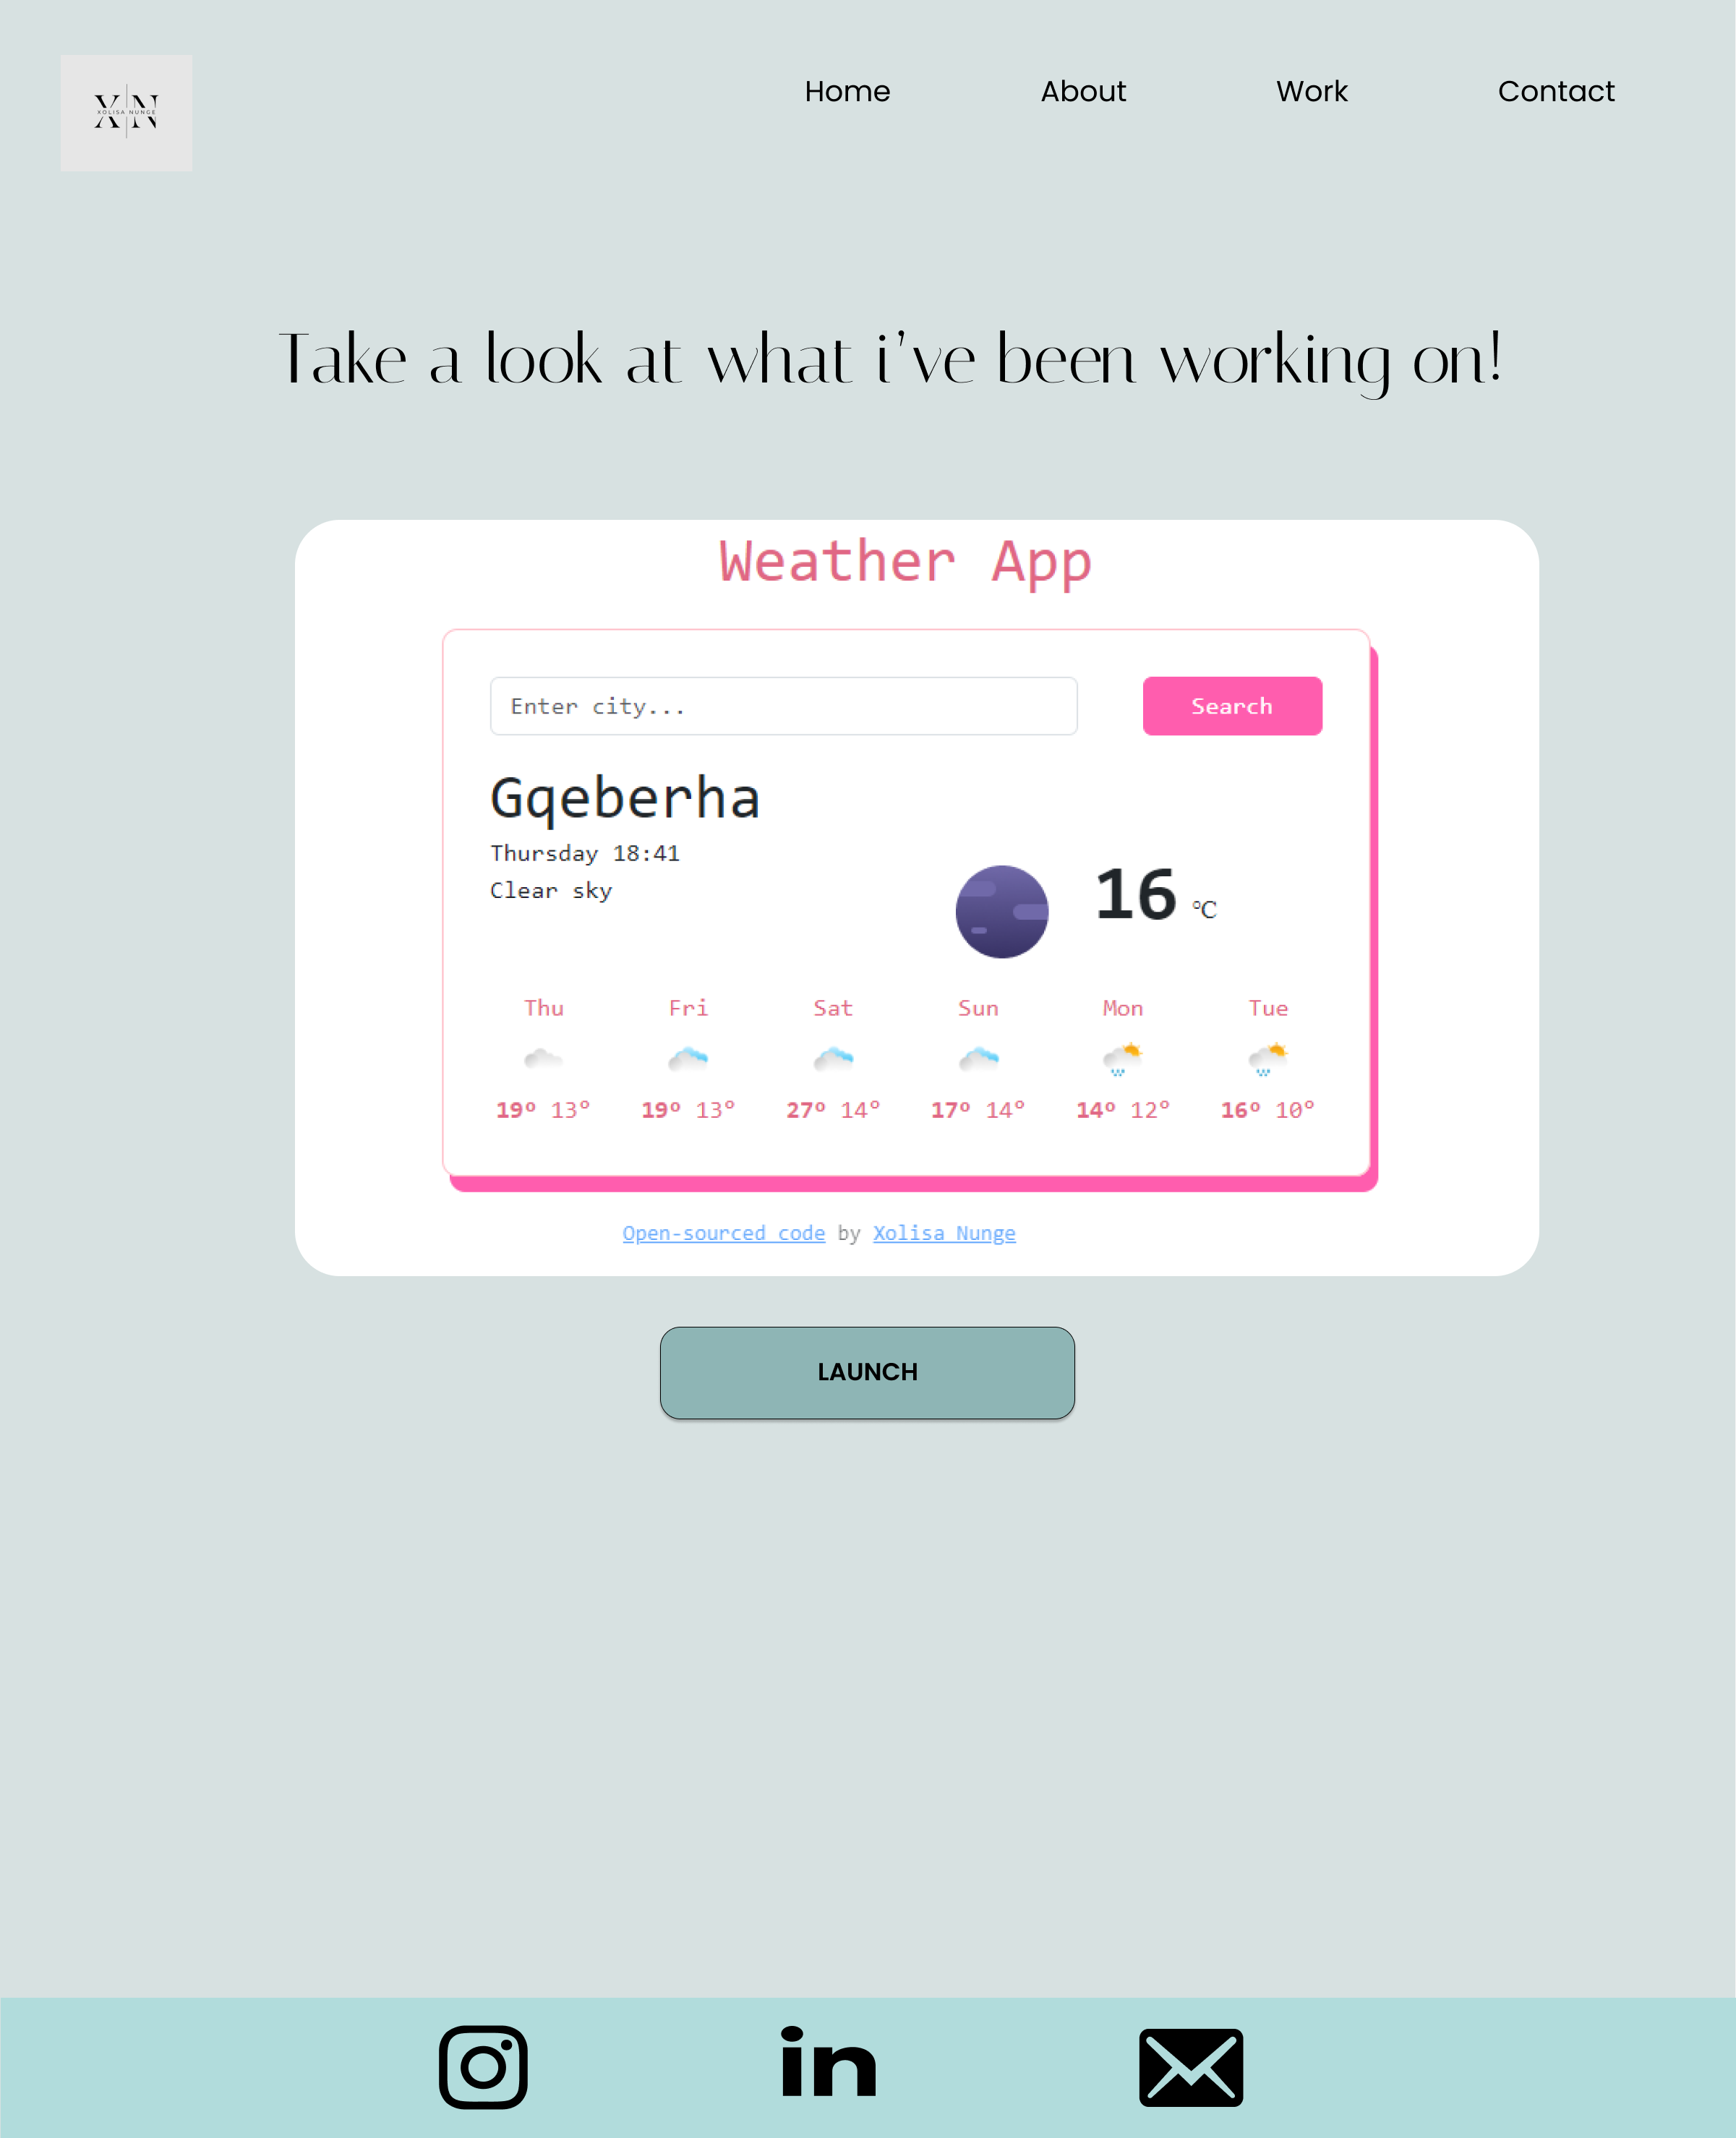 X N
XOLISA NUNGE
Home About Work Contact
Take a look at what i've been working on!
Weather App
Enter city... Search
Gqeberha
Thursday 18:41
Clear sky
16 °C
Thu Fri Sat Sun Mon Tue
19° 13° 19° 13° 27° 14° 17° 14° 14° 12° 16° 10°
Open-sourced code by Xolisa Nunge
LAUNCH
in